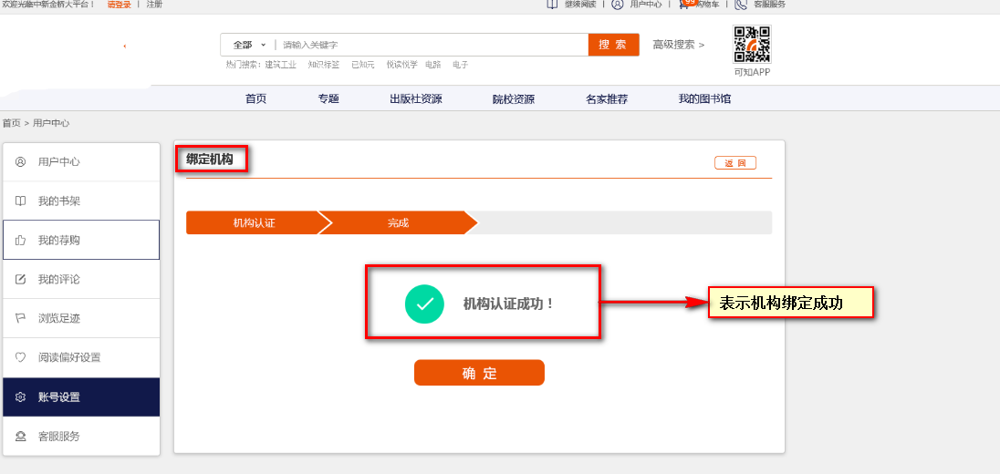 欢迎光临中新金桥大平台！ 请登录 | 注册
继续阅读 | 用户中心 | 购物车 | 客服服务
全部 | 请输入关键字 搜 索 高级搜索 >
热门搜索: 建筑工业 知识标签 已知元 悦读悦学 电路 电子
可知APP
首页 专题 出版社资源 院校资源 名家推荐 我的图书馆
首页 > 用户中心
用户中心
我的书架
我的荐购
我的评论
浏览足迹
阅读偏好设置
账号设置
客服服务
绑定机构
返 回
机构认证 完成
机构认证成功！
表示机构绑定成功
确 定